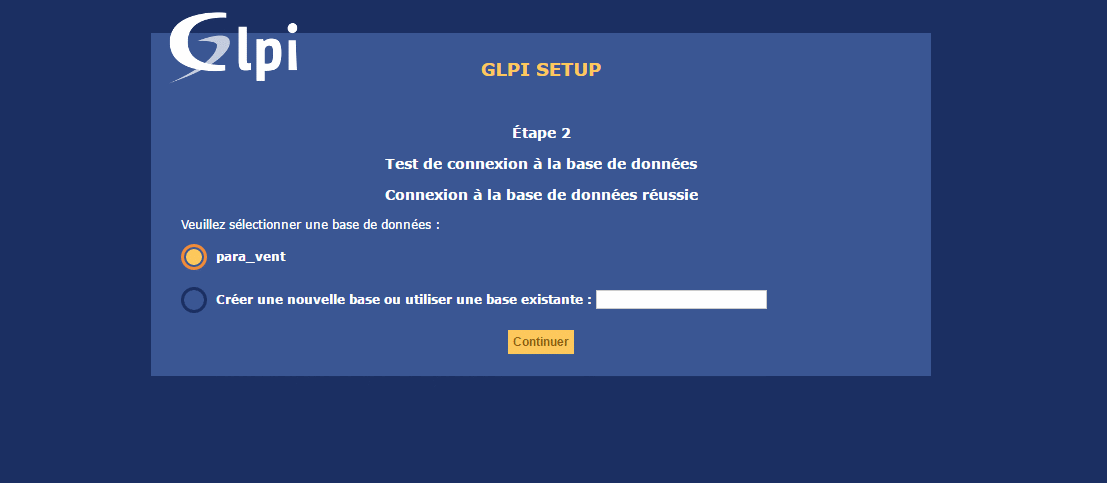 Glpi
GLPI SETUP
Étape 2
Test de connexion à la base de données
Connexion à la base de données réussie
Veuillez sélectionner une base de données :
para_vent
Créer une nouvelle base ou utiliser une base existante :
Continuer